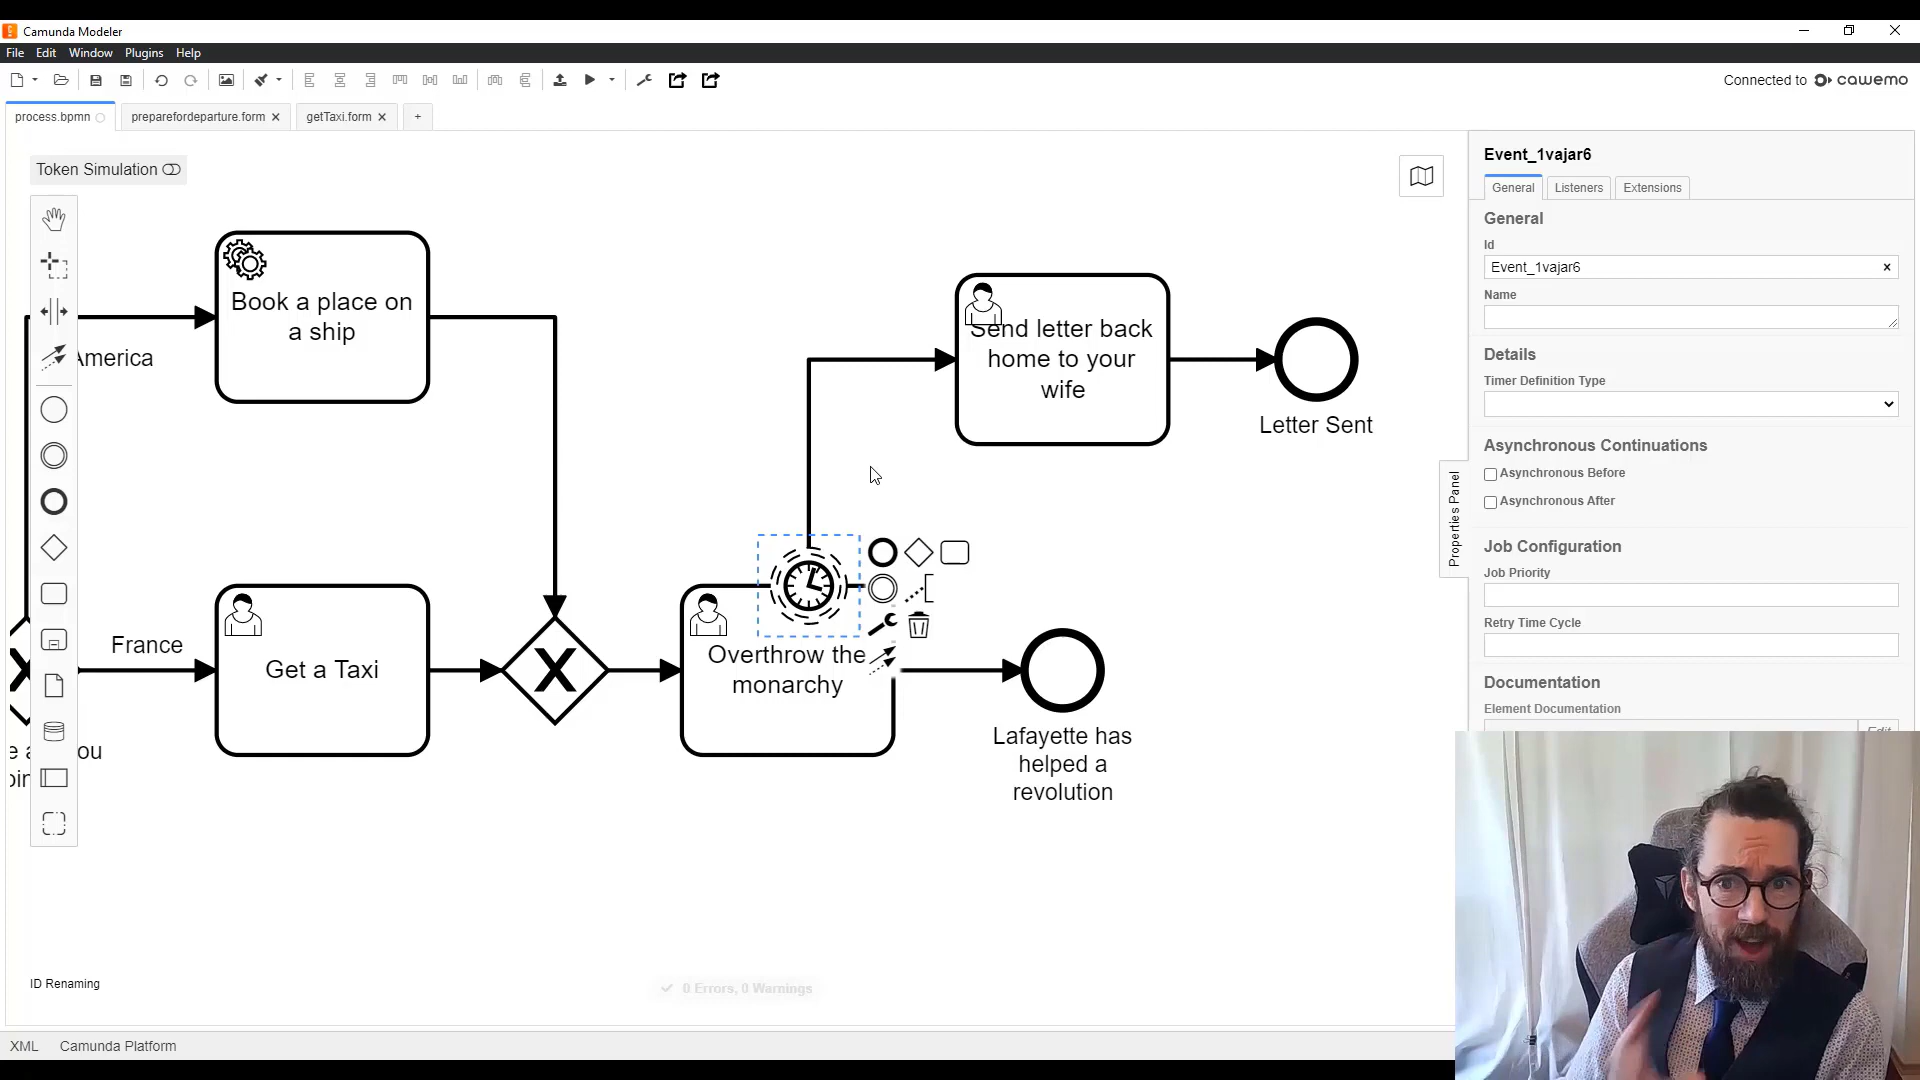 Camunda Modeler
File Edit Window Plugins Help
Connected to cawemo
process.bpmn preparefordeparture.form getTaxi.form +
Token Simulation
Event_1vajar6
General Listeners Extensions
General
Id
Event_1vajar6
Name
Details
Timer Definition Type
Asynchronous Continuations
Asynchronous Before
Asynchronous After
Job Configuration
Job Priority
Retry Time Cycle
Documentation
Element Documentation
Edit
Properties Panel
Book a place on
a ship
America
Send letter back
home to your
wife
Letter Sent
France
Get a Taxi
Overthrow the
monarchy
Lafayette has
helped a
revolution
ID Renaming
0 Errors, 0 Warnings
XML Camunda Platform